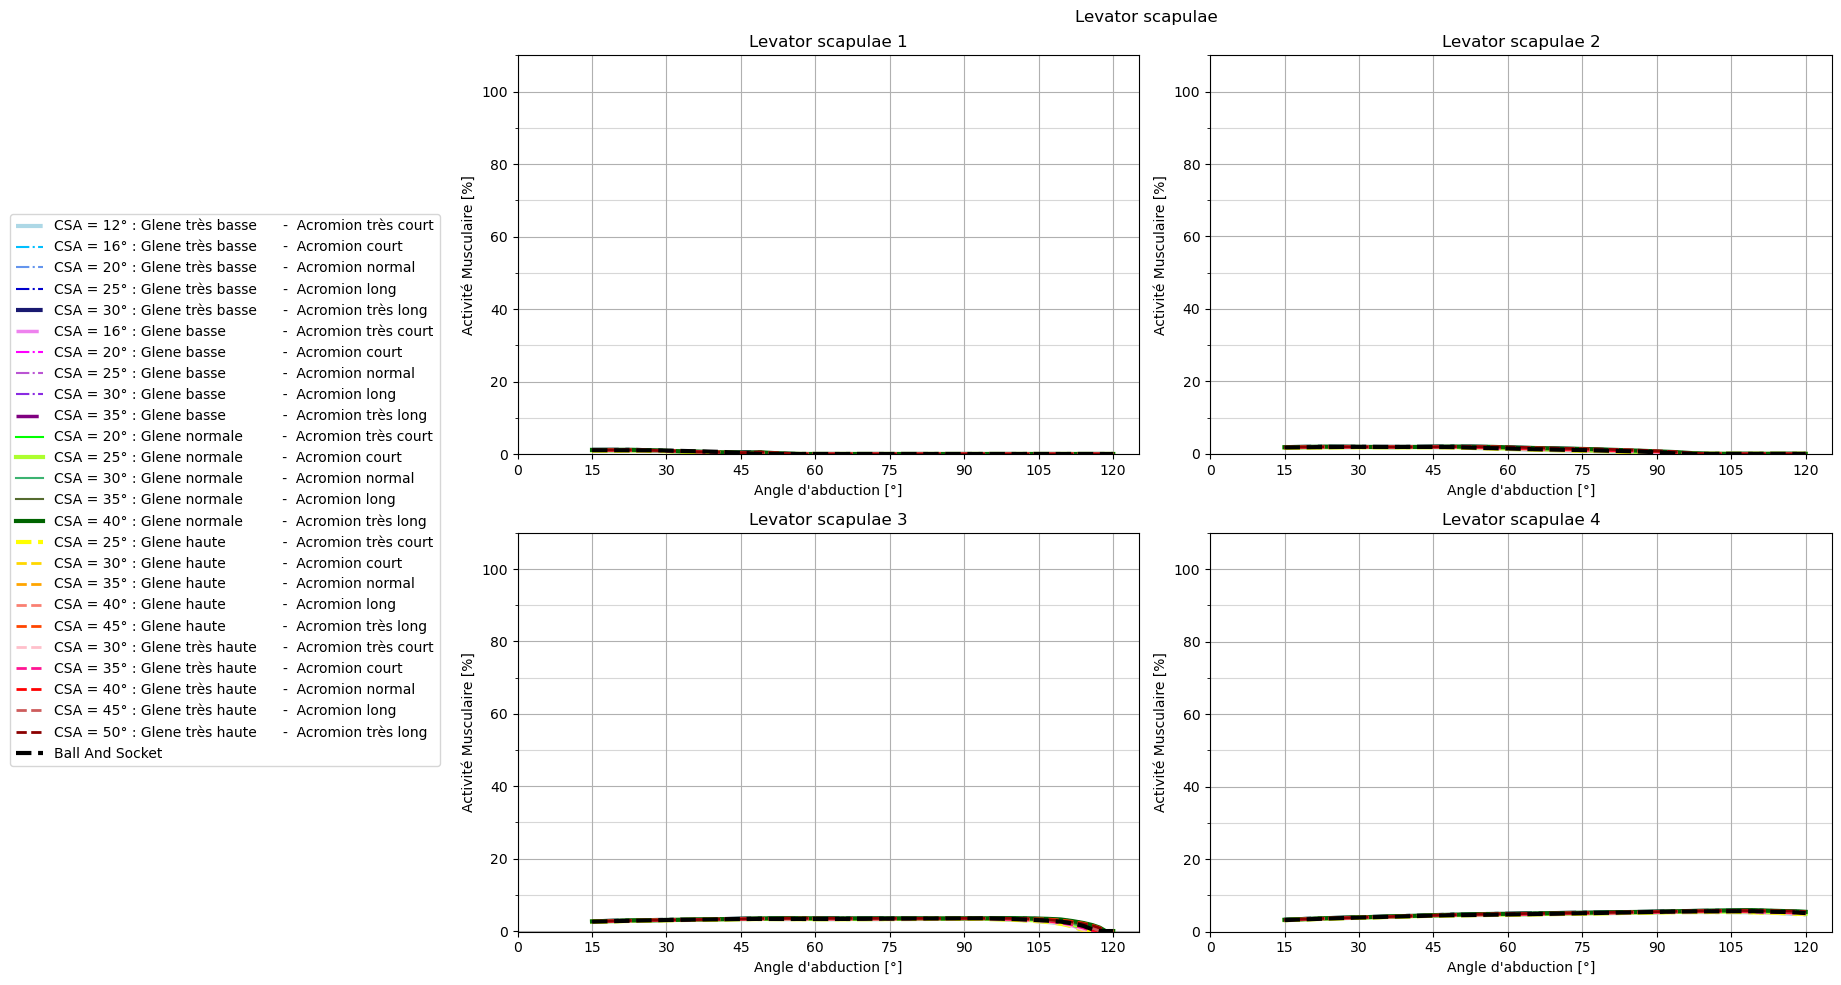 Levator scapulae
CSA = 12° : Glene très basse - Acromion très court
CSA = 16° : Glene très basse - Acromion court
CSA = 20° : Glene très basse - Acromion normal
CSA = 25° : Glene très basse - Acromion long
CSA = 30° : Glene très basse - Acromion très long
CSA = 16° : Glene basse - Acromion très court
CSA = 20° : Glene basse - Acromion court
CSA = 25° : Glene basse - Acromion normal
CSA = 30° : Glene basse - Acromion long
CSA = 35° : Glene basse - Acromion très long
CSA = 20° : Glene normale - Acromion très court
CSA = 25° : Glene normale - Acromion court
CSA = 30° : Glene normale - Acromion normal
CSA = 35° : Glene normale - Acromion long
CSA = 40° : Glene normale - Acromion très long
CSA = 25° : Glene haute - Acromion très court
CSA = 30° : Glene haute - Acromion court
CSA = 35° : Glene haute - Acromion normal
CSA = 40° : Glene haute - Acromion long
CSA = 45° : Glene haute - Acromion très long
CSA = 30° : Glene très haute - Acromion très court
CSA = 35° : Glene très haute - Acromion court
CSA = 40° : Glene très haute - Acromion normal
CSA = 45° : Glene très haute - Acromion long
CSA = 50° : Glene très haute - Acromion très long
Ball And Socket
Levator scapulae 1
Activité Musculaire [%]
100
80
60
40
20
0
0 15 30 45 60 75 90 105 120
Angle d'abduction [°]
Levator scapulae 2
Activité Musculaire [%]
100
80
60
40
20
0
0 15 30 45 60 75 90 105 120
Angle d'abduction [°]
Levator scapulae 3
Activité Musculaire [%]
100
80
60
40
20
0
0 15 30 45 60 75 90 105 120
Angle d'abduction [°]
Levator scapulae 4
Activité Musculaire [%]
100
80
60
40
20
0
0 15 30 45 60 75 90 105 120
Angle d'abduction [°]